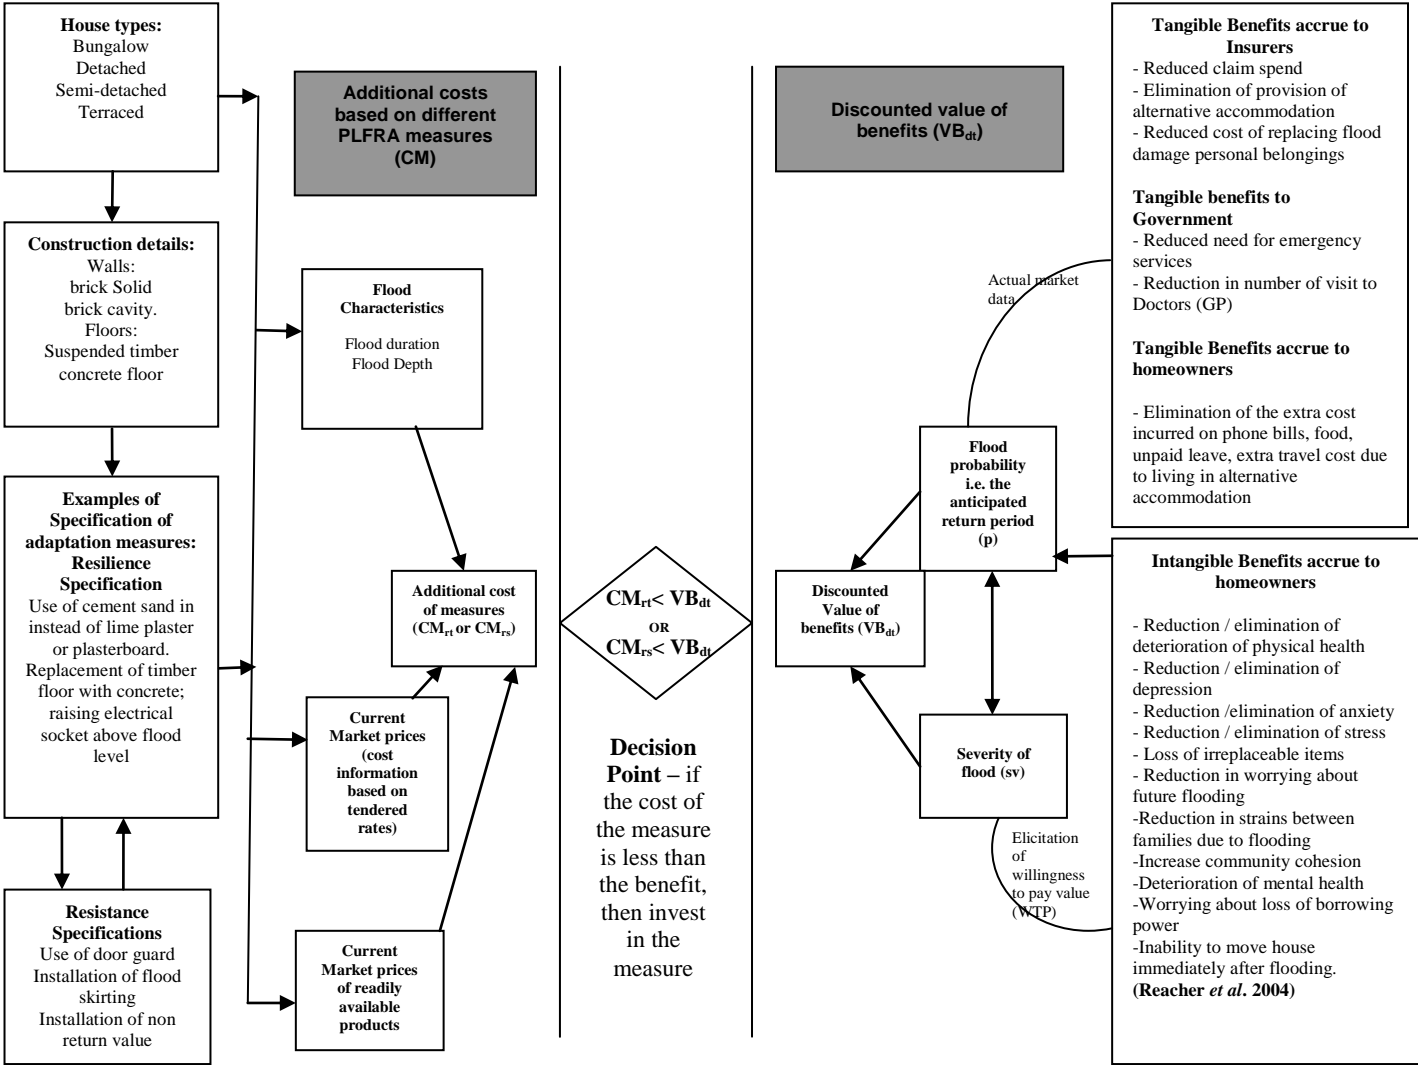 House types:
Bungalow
Detached
Semi-detached
Terraced
Construction details:
Walls:
brick Solid
brick cavity.
Floors:
Suspended timber
concrete floor
Examples of
Specification of
adaptation measures:
Resilience
Specification
Use of cement sand in
instead of lime plaster
or plasterboard.
Replacement of timber
floor with concrete;
raising electrical
socket above flood
level
Resistance
Specifications
Use of door guard
Installation of flood
skirting
Installation of non
return value
Additional costs
based on different
PLFRA measures
(CM)
Flood
Characteristics
Flood duration
Flood Depth
Additional cost
of measures
(CMrt or CMrs)
Current
Market prices
(cost
information
based on
tendered
rates)
Current
Market prices
of readily
available
products
CMrt< VBdt
OR
CMrs< VBdt
Decision
Point – if
the cost of
the measure
is less than
the benefit,
then invest
in the
measure
Discounted value of
benefits (VBdt)
Actual market
data
Flood
probability
i.e. the
anticipated
return period
(p)
Discounted
Value of
benefits (VBdt)
Severity of
flood (sv)
Elicitation
of
willingness
to pay value
(WTP)
Tangible Benefits accrue to
Insurers
- Reduced claim spend
- Elimination of provision of
alternative accommodation
- Reduced cost of replacing flood
damage personal belongings
Tangible benefits to
Government
- Reduced need for emergency
services
- Reduction in number of visit to
Doctors (GP)
Tangible Benefits accrue to
homeowners
- Elimination of the extra cost
incurred on phone bills, food,
unpaid leave, extra travel cost due
to living in alternative
accommodation
Intangible Benefits accrue to
homeowners
- Reduction / elimination of
deterioration of physical health
- Reduction / elimination of
depression
- Reduction /elimination of anxiety
- Reduction / elimination of stress
- Loss of irreplaceable items
- Reduction in worrying about
future flooding
-Reduction in strains between
families due to flooding
-Increase community cohesion
-Deterioration of mental health
-Worrying about loss of borrowing
power
-Inability to move house
immediately after flooding.
(Reacher et al. 2004)